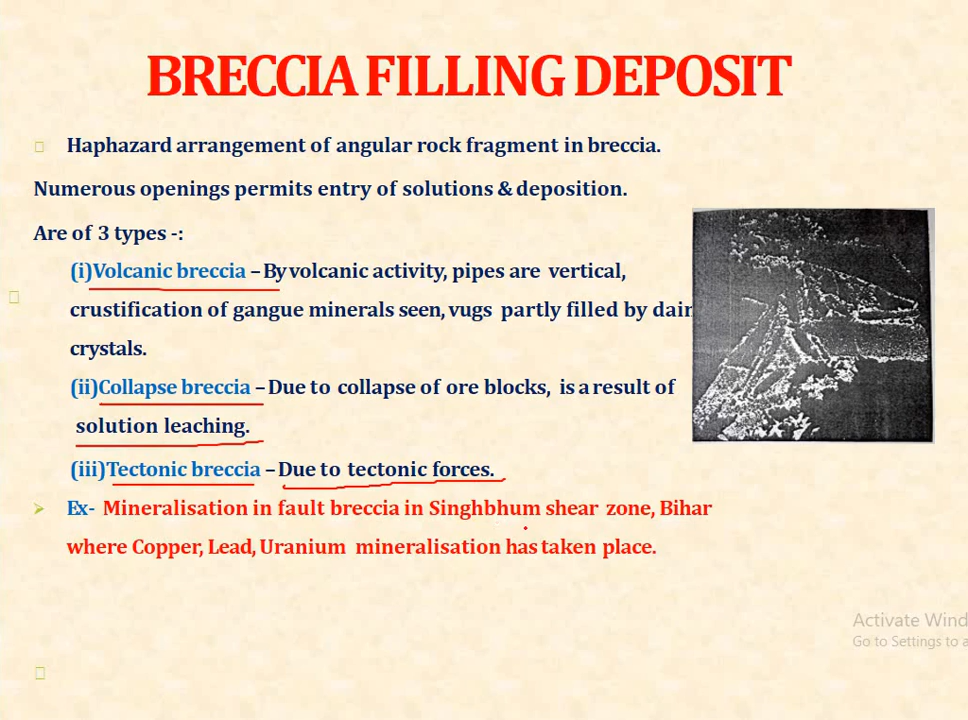 BRECCIA FILLING DEPOSIT
Haphazard arrangement of angular rock fragment in breccia.
Numerous openings permits entry of solutions & deposition.
Are of 3 types -:
(i)Volcanic breccia – By volcanic activity, pipes are vertical,
crustification of gangue minerals seen, vugs partly filled by dain
crystals.
(ii)Collapse breccia – Due to collapse of ore blocks, is a result of
solution leaching.
(iii)Tectonic breccia – Due to tectonic forces.
Ex- Mineralisation in fault breccia in Singhbhum shear zone, Bihar
where Copper, Lead, Uranium mineralisation has taken place.
Activate Wind
Go to Settings to a